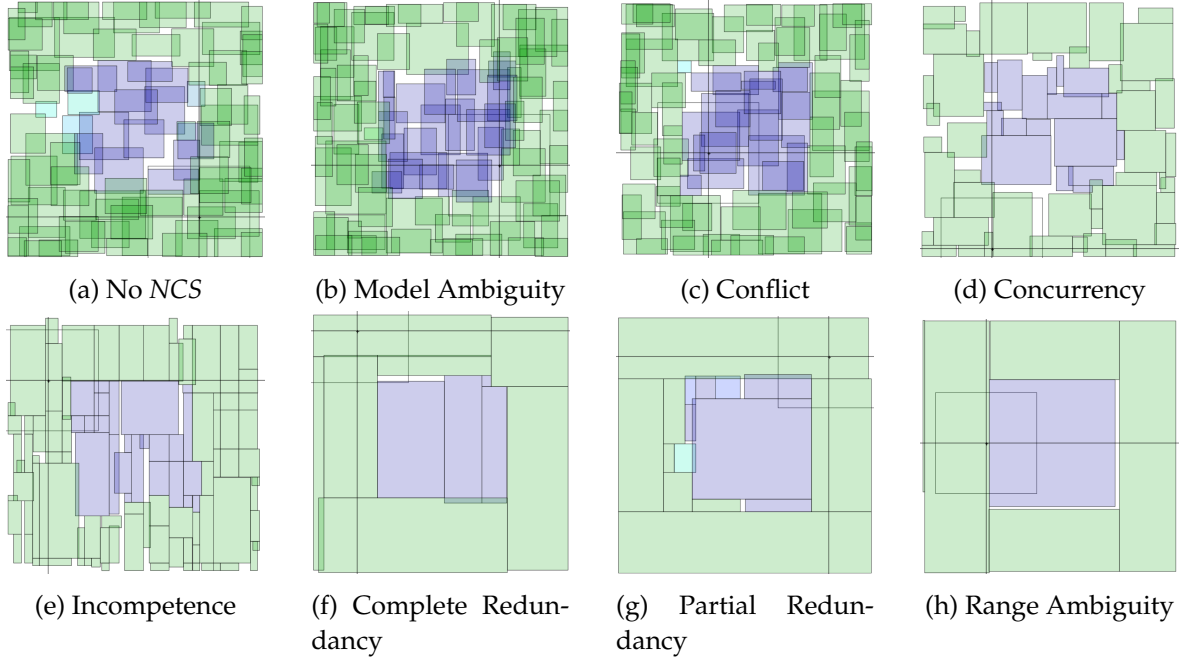 (a) No NCS
(b) Model Ambiguity
(c) Conflict
(d) Concurrency
(e) Incompetence
(f) Complete Redun-
dancy
(g) Partial Redun-
dancy
(h) Range Ambiguity